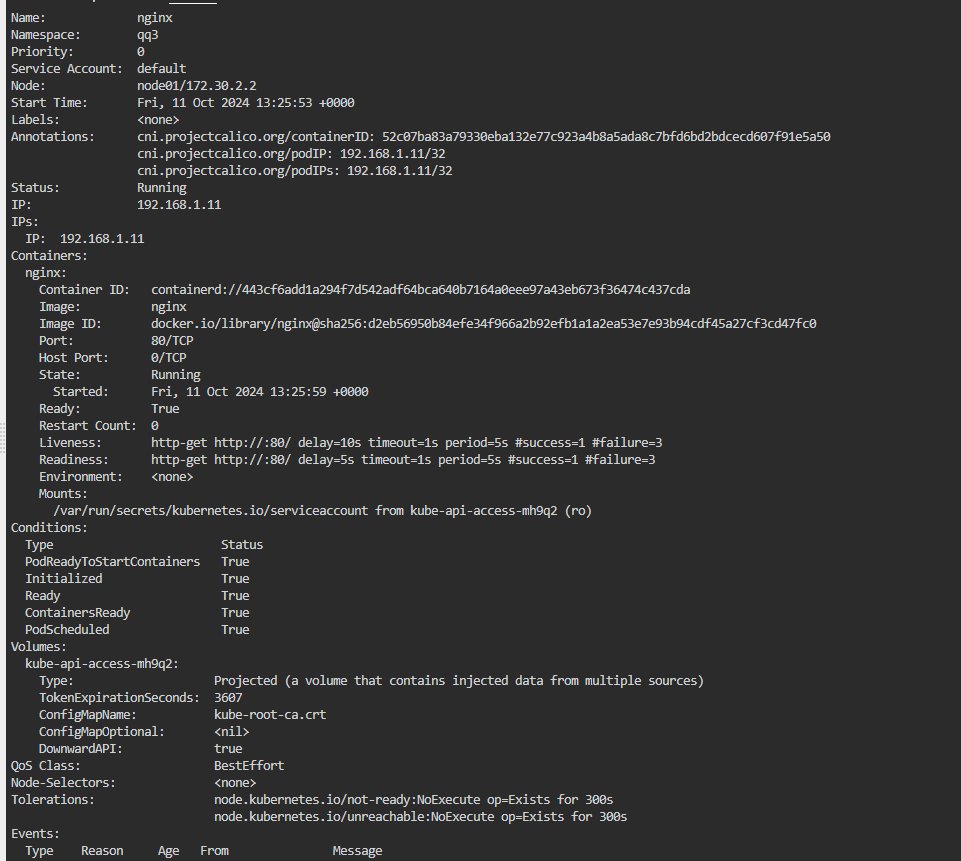 Name:             nginx
Namespace:        qq3
Priority:         0
Service Account:  default
Node:             node01/172.30.2.2
Start Time:       Fri, 11 Oct 2024 13:25:53 +0000
Labels:           <none>
Annotations:      cni.projectcalico.org/containerID: 52c07ba83a79330eba132e77c923a4b8a5ada8c7bfd6bd2bdcecd607f91e5a50
                  cni.projectcalico.org/podIP: 192.168.1.11/32
                  cni.projectcalico.org/podIPs: 192.168.1.11/32
Status:           Running
IP:               192.168.1.11
IPs:
  IP:  192.168.1.11
Containers:
  nginx:
    Container ID:   containerd://443cf6add1a294f7d542adf64bca640b7164a0eee97a43eb673f36474c437cda
    Image:          nginx
    Image ID:       docker.io/library/nginx@sha256:d2eb56950b84efe34f966a2b92efb1a1a2ea53e7e93b94cdf45a27cf3cd47fc0
    Port:           80/TCP
    Host Port:      0/TCP
    State:          Running
      Started:      Fri, 11 Oct 2024 13:25:59 +0000
    Ready:          True
    Restart Count:  0
    Liveness:       http-get http://:80/ delay=10s timeout=1s period=5s #success=1 #failure=3
    Readiness:      http-get http://:80/ delay=5s timeout=1s period=5s #success=1 #failure=3
    Environment:    <none>
    Mounts:
      /var/run/secrets/kubernetes.io/serviceaccount from kube-api-access-mh9q2 (ro)
Conditions:
  Type                        Status
  PodReadyToStartContainers   True
  Initialized                 True
  Ready                       True
  ContainersReady             True
  PodScheduled                True
Volumes:
  kube-api-access-mh9q2:
    Type:                    Projected (a volume that contains injected data from multiple sources)
    TokenExpirationSeconds:  3607
    ConfigMapName:           kube-root-ca.crt
    ConfigMapOptional:       <nil>
    DownwardAPI:             true
QoS Class:                   BestEffort
Node-Selectors:              <none>
Tolerations:                 node.kubernetes.io/not-ready:NoExecute op=Exists for 300s
                             node.kubernetes.io/unreachable:NoExecute op=Exists for 300s
Events:
  Type    Reason     Age   From               Message